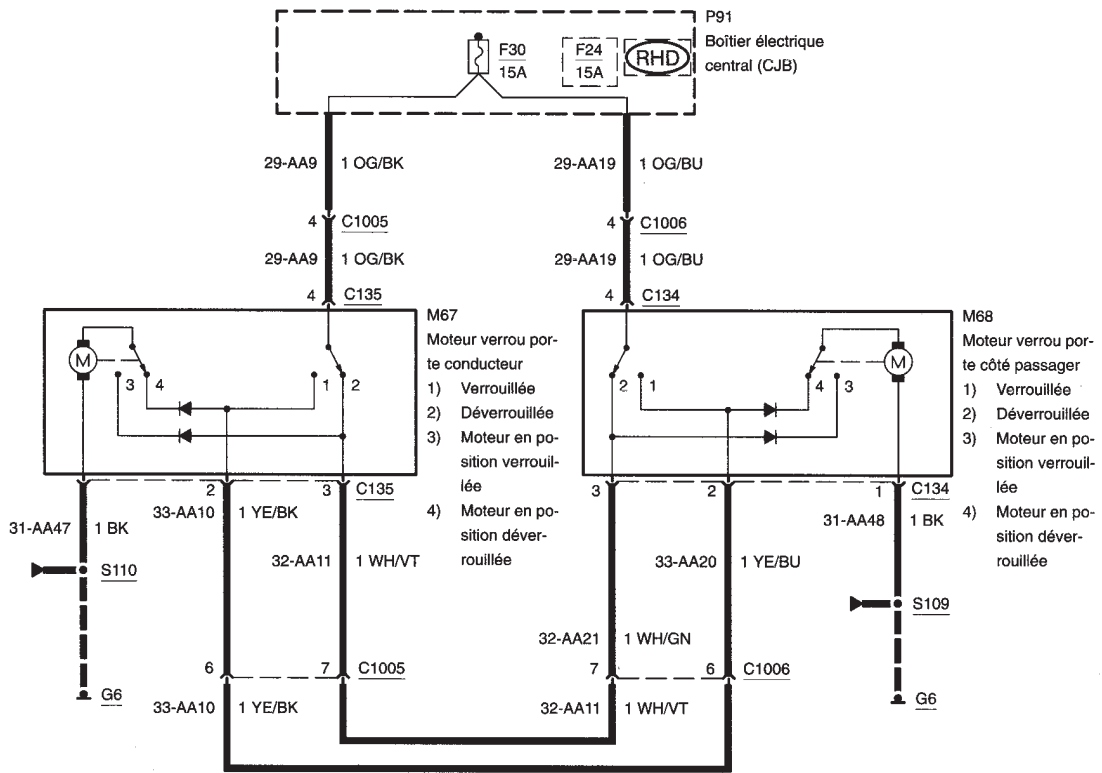 P91
Boîtier électrique
central (CJB)
F30
15A
F24
15A
RHD
29-AA9 1 OG/BK
29-AA19 1 OG/BU
4 C1005
4 C1006
29-AA9 1 OG/BK
29-AA19 1 OG/BU
4 C135
4 C134
M67
Moteur verrou por-
te conducteur
1) Verrouillée
2) Déverrouillée
3) Moteur en po-
sition verrouil-
lée
4) Moteur en po-
sition déver-
rouillée
M 3 4 1 2
M68
Moteur verrou por-
te côté passager
1) Verrouillée
2) Déverrouillée
3) Moteur en po-
sition verrouil-
lée
4) Moteur en po-
sition déver-
rouillée
2 1 4 3 M
2 3 C135
3 2 1 C134
33-AA10 1 YE/BK
31-AA47 1 BK
31-AA48 1 BK
32-AA11 1 WH/VT
33-AA20 1 YE/BU
S110
S109
32-AA21 1 WH/GN
6 7 C1005
7 6 C1006
G6
G6
33-AA10 1 YE/BK
32-AA11 1 WH/VT